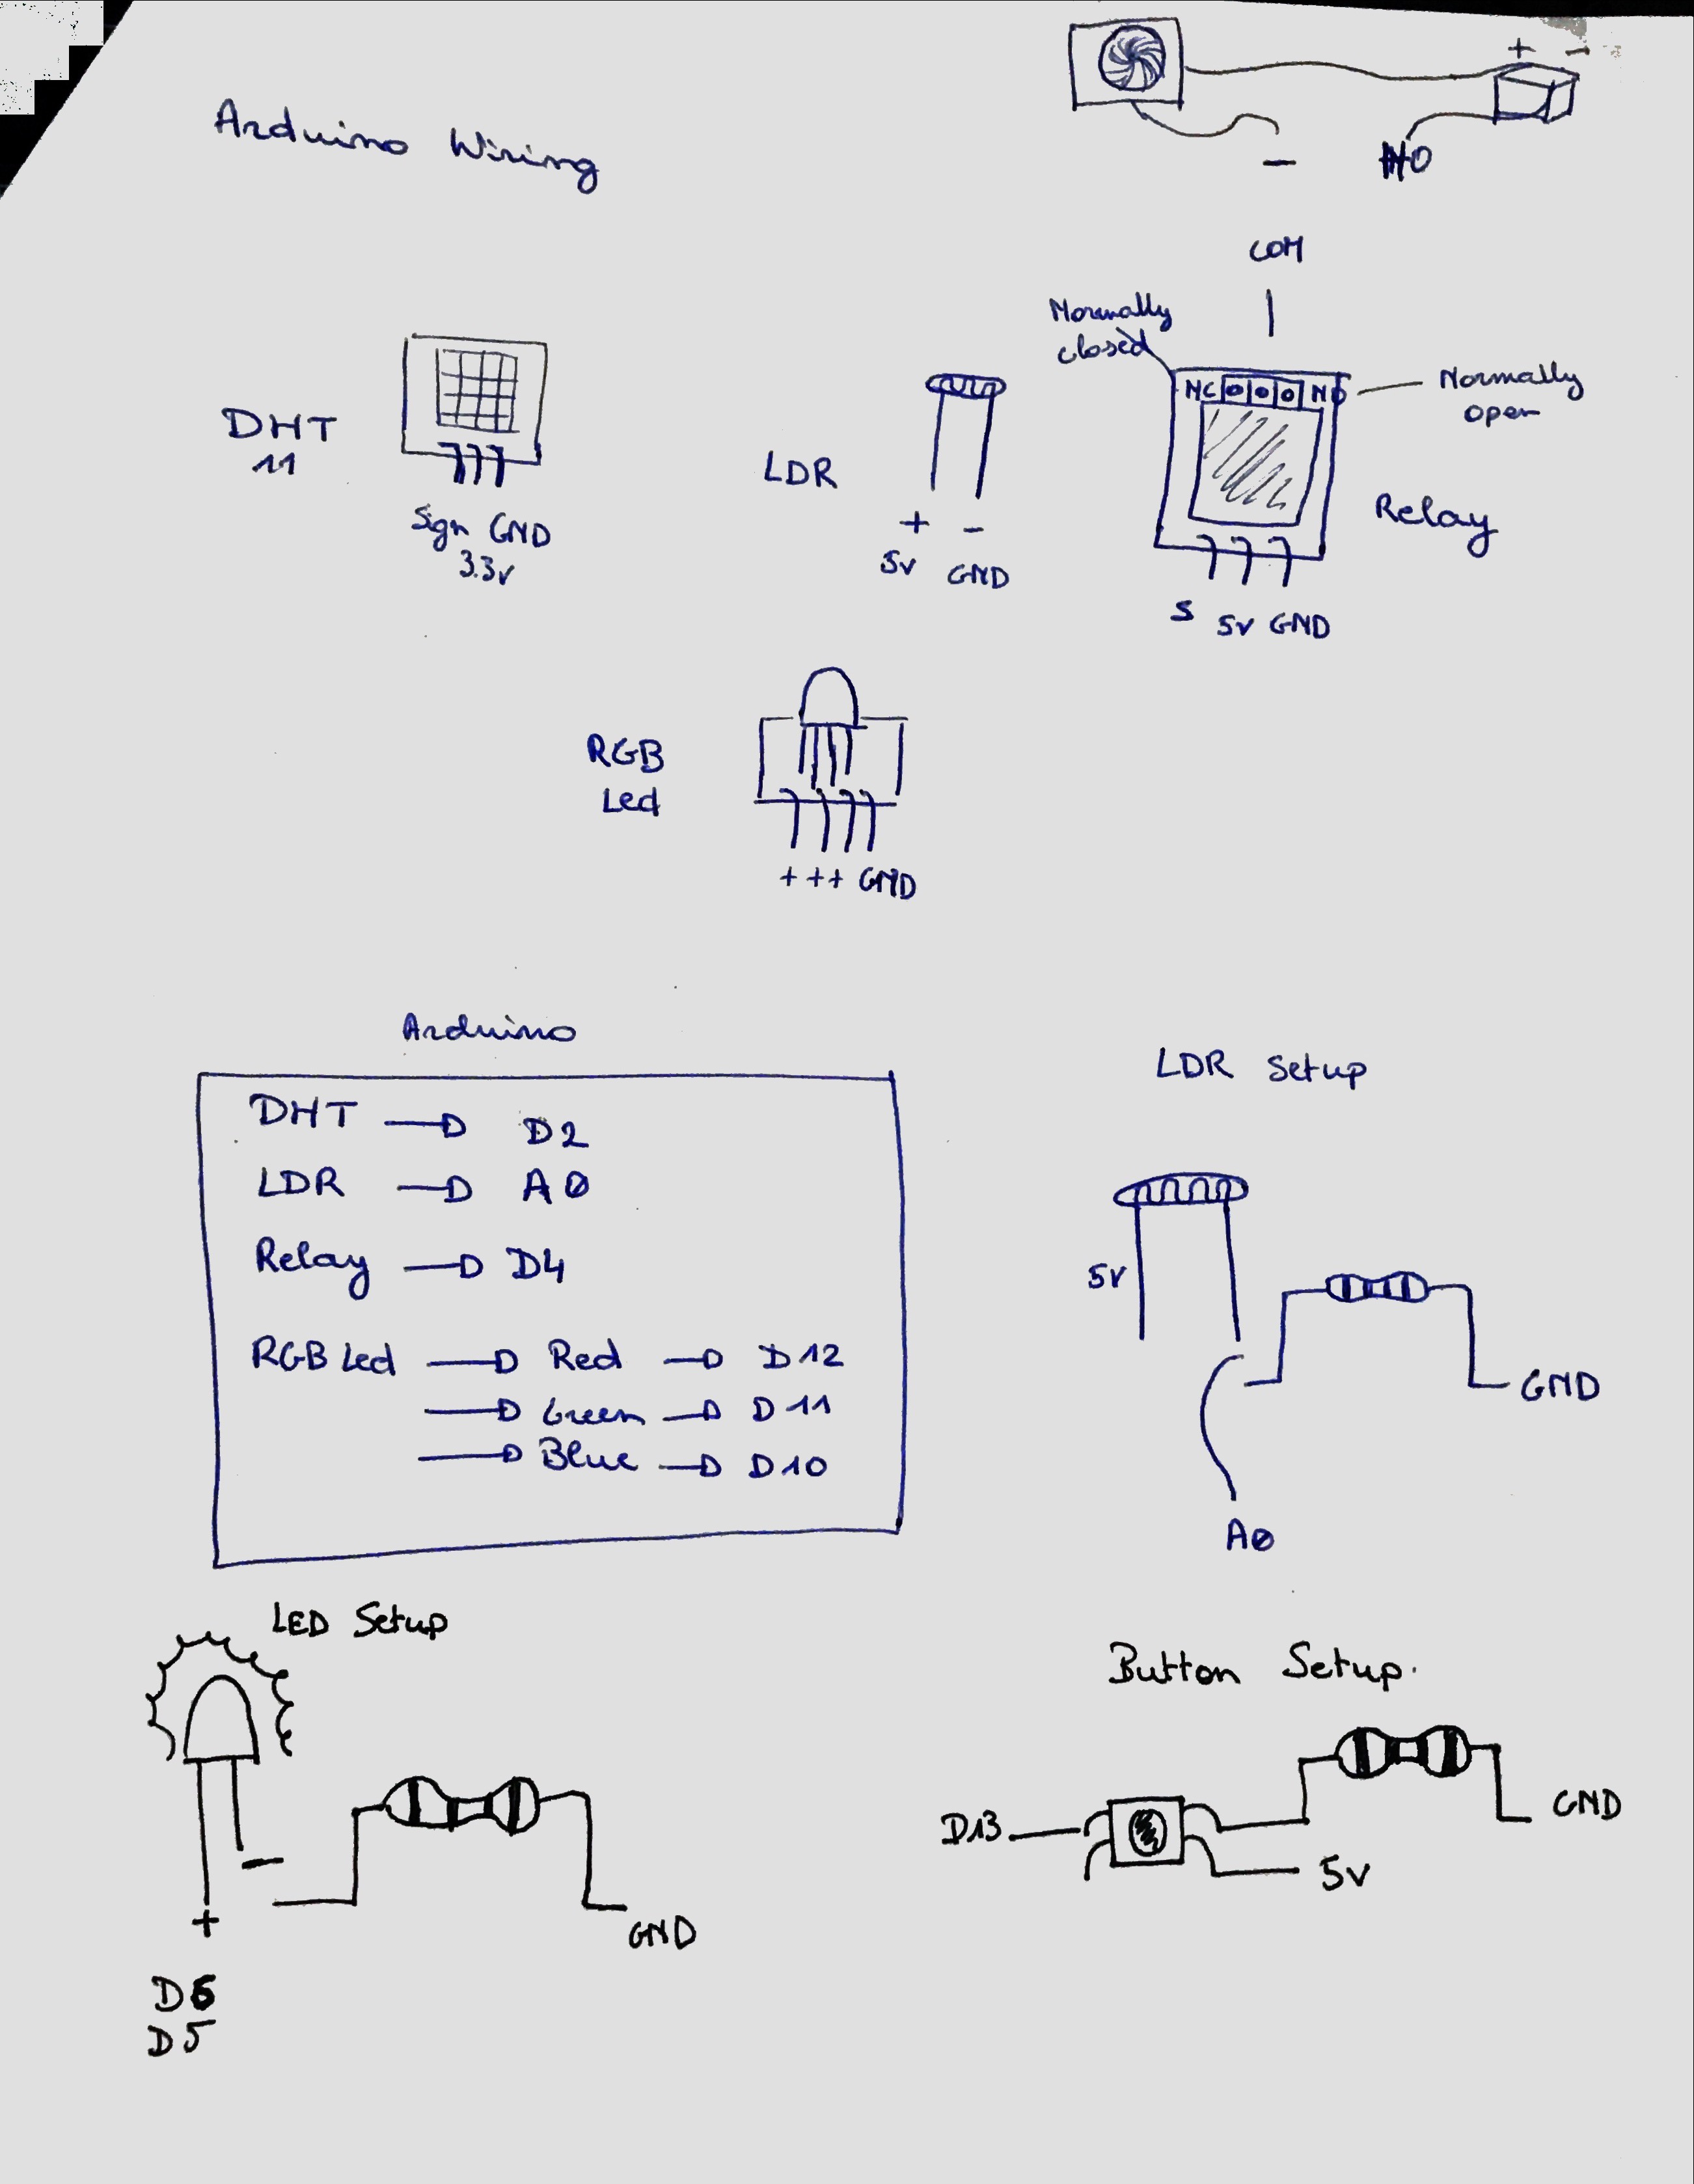 + -
Arduino Wiring
- NO
COM
Normally
closed
NC NO
Normally
open
DHT
11
LDR
Relay
Sign GND
3.3V
+ -
5V GND
S 5V GND
RGB
Led
+ + + GND
Arduino
LDR Setup
DHT D2
LDR A0
Relay D4
RGB Led Red D12
Green D11
Blue D10
5V
GND
A0
LED Setup
Button Setup.
-
+
GND
D6
D5
D13
GND
5V